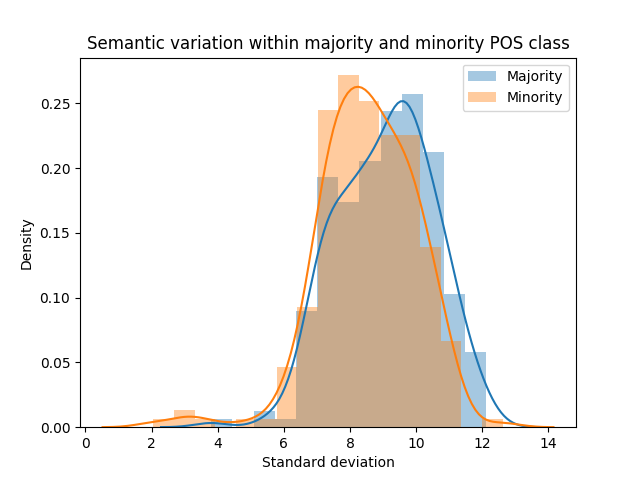 Semantic variation within majority and minority POS class
Majority
Minority
0.25
0.20
0.15
0.10
0.05
0.00
Density
0 2 4 6 8 10 12 14
Standard deviation